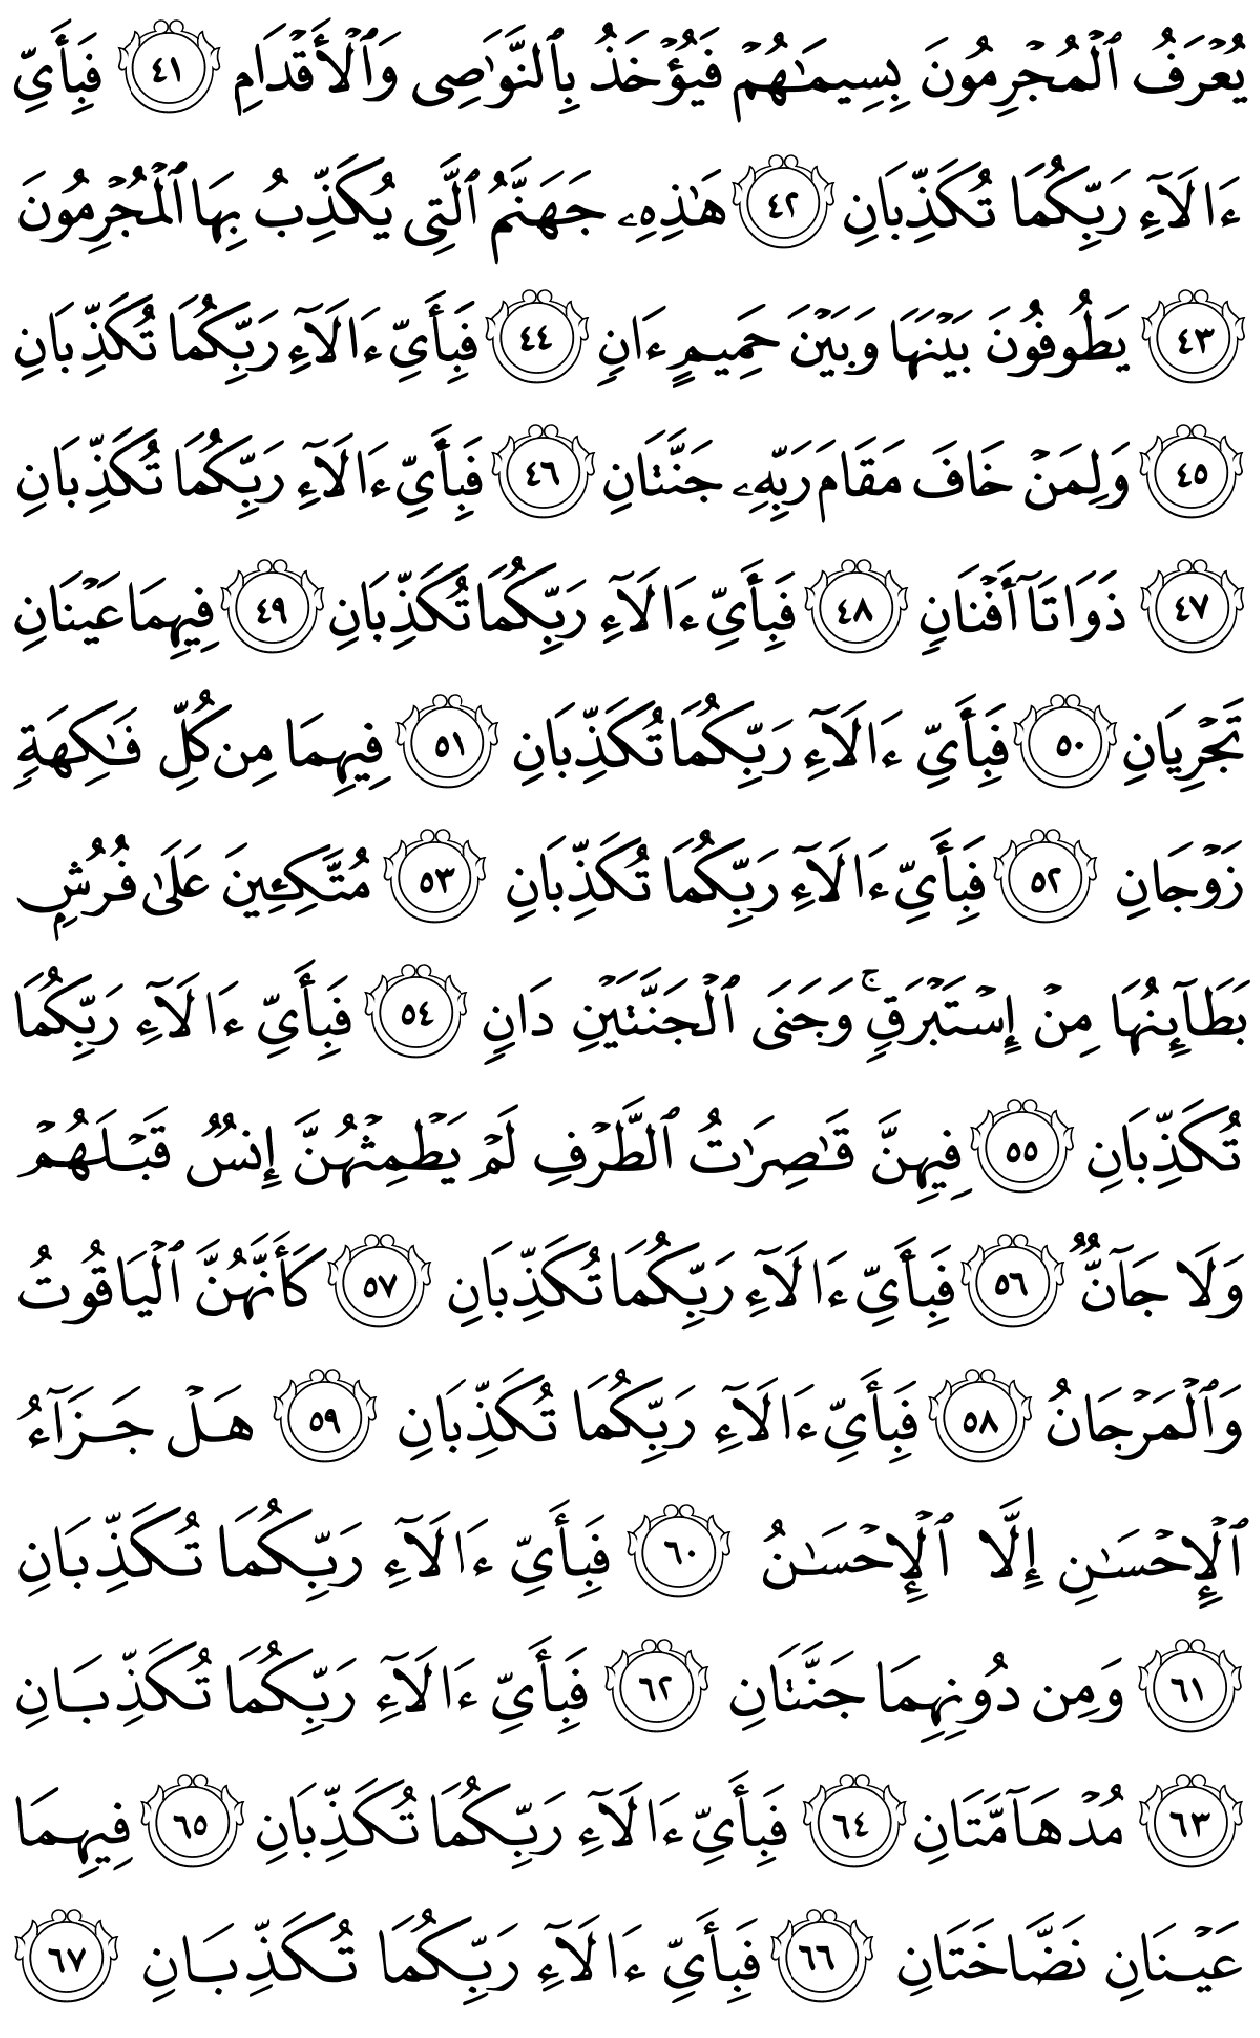 يُعۡرَفُ ٱلۡمُجۡرِمُونَ بِسِيمَٰهُمۡ فَيُؤۡخَذُ بِٱلنَّوَٰصِي وَٱلۡأَقۡدَامِ ٤١ فَبِأَيِّ
ءَالَآءِ رَبِّكُمَا تُكَذِّبَانِ ٤٢ هَٰذِهِۦ جَهَنَّمُ ٱلَّتِي يُكَذِّبُ بِهَا ٱلۡمُجۡرِمُونَ
٤٣ يَطُوفُونَ بَيۡنَهَا وَبَيۡنَ حَمِيمٍ ءَانٖ ٤٤ فَبِأَيِّ ءَالَآءِ رَبِّكُمَا تُكَذِّبَانِ
٤٥ وَلِمَنۡ خَافَ مَقَامَ رَبِّهِۦ جَنَّتَانِ ٤٦ فَبِأَيِّ ءَالَآءِ رَبِّكُمَا تُكَذِّبَانِ
٤٧ ذَوَاتَآ أَفۡنَانٖ ٤٨ فَبِأَيِّ ءَالَآءِ رَبِّكُمَا تُكَذِّبَانِ ٤٩ فِيهِمَا عَيۡنَانِ
تَجۡرِيَانِ ٥٠ فَبِأَيِّ ءَالَآءِ رَبِّكُمَا تُكَذِّبَانِ ٥١ فِيهِمَا مِن كُلِّ فَٰكِهَةٖ
زَوۡجَانِ ٥٢ فَبِأَيِّ ءَالَآءِ رَبِّكُمَا تُكَذِّبَانِ ٥٣ مُتَّكِـِٔينَ عَلَىٰ فُرُشِۭ
بَطَآئِنُهَا مِنۡ إِسۡتَبۡرَقٖۚ وَجَنَى ٱلۡجَنَّتَيۡنِ دَانٖ ٥٤ فَبِأَيِّ ءَالَآءِ رَبِّكُمَا
تُكَذِّبَانِ ٥٥ فِيهِنَّ قَٰصِرَٰتُ ٱلطَّرۡفِ لَمۡ يَطۡمِثۡهُنَّ إِنسٞ قَبۡلَهُمۡ
وَلَا جَآنّٞ ٥٦ فَبِأَيِّ ءَالَآءِ رَبِّكُمَا تُكَذِّبَانِ ٥٧ كَأَنَّهُنَّ ٱلۡيَاقُوتُ
وَٱلۡمَرۡجَانُ ٥٨ فَبِأَيِّ ءَالَآءِ رَبِّكُمَا تُكَذِّبَانِ ٥٩ هَلۡ جَزَآءُ
ٱلۡإِحۡسَٰنِ إِلَّا ٱلۡإِحۡسَٰنُ ٦٠ فَبِأَيِّ ءَالَآءِ رَبِّكُمَا تُكَذِّبَانِ
٦١ وَمِن دُونِهِمَا جَنَّتَانِ ٦٢ فَبِأَيِّ ءَالَآءِ رَبِّكُمَا تُكَذِّبَانِ
٦٣ مُدۡهَآمَّتَانِ ٦٤ فَبِأَيِّ ءَالَآءِ رَبِّكُمَا تُكَذِّبَانِ ٦٥ فِيهِمَا
عَيۡنَانِ نَضَّاخَتَانِ ٦٦ فَبِأَيِّ ءَالَآءِ رَبِّكُمَا تُكَذِّبَانِ ٦٧